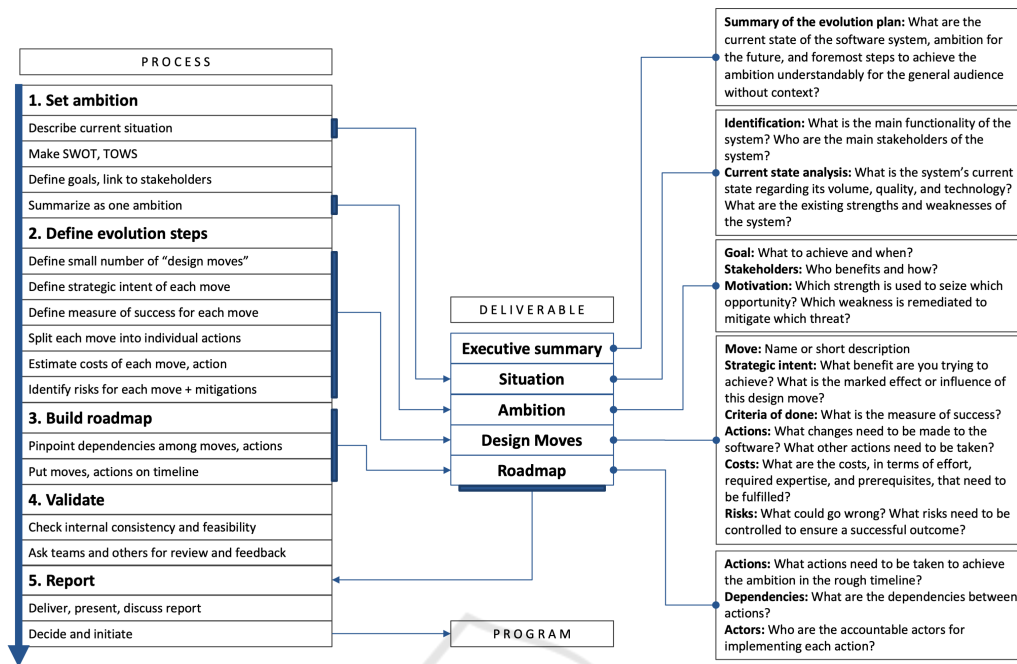 PROCESS
1. Set ambition
Describe current situation
Make SWOT, TOWS
Define goals, link to stakeholders
Summarize as one ambition
2. Define evolution steps
Define small number of “design moves”
Define strategic intent of each move
Define measure of success for each move
Split each move into individual actions
Estimate costs of each move, action
Identify risks for each move + mitigations
3. Build roadmap
Pinpoint dependencies among moves, actions
Put moves, actions on timeline
4. Validate
Check internal consistency and feasibility
Ask teams and others for review and feedback
5. Report
Deliver, present, discuss report
Decide and initiate
DELIVERABLE
Executive summary
Situation
Ambition
Design Moves
Roadmap
PROGRAM
Summary of the evolution plan: What are the
current state of the software system, ambition for
the future, and foremost steps to achieve the
ambition understandably for the general audience
without context?
Identification: What is the main functionality of the
system? Who are the main stakeholders of the
system?
Current state analysis: What is the system’s current
state regarding its volume, quality, and technology?
What are the existing strengths and weaknesses of
the system?
Goal: What to achieve and when?
Stakeholders: Who benefits and how?
Motivation: Which strength is used to seize which
opportunity? Which weakness is remediated to
mitigate which threat?
Move: Name or short description
Strategic intent: What benefit are you trying to
achieve? What is the marked effect or influence of
this design move?
Criteria of done: What is the measure of success?
Actions: What changes need to be made to the
software? What other actions need to be taken?
Costs: What are the costs, in terms of effort,
required expertise, and prerequisites, that need to
be fulfilled?
Risks: What could go wrong? What risks need to be
controlled to ensure a successful outcome?
Actions: What actions need to be taken to achieve
the ambition in the rough timeline?
Dependencies: What are the dependencies between
actions?
Actors: Who are the accountable actors for
implementing each action?